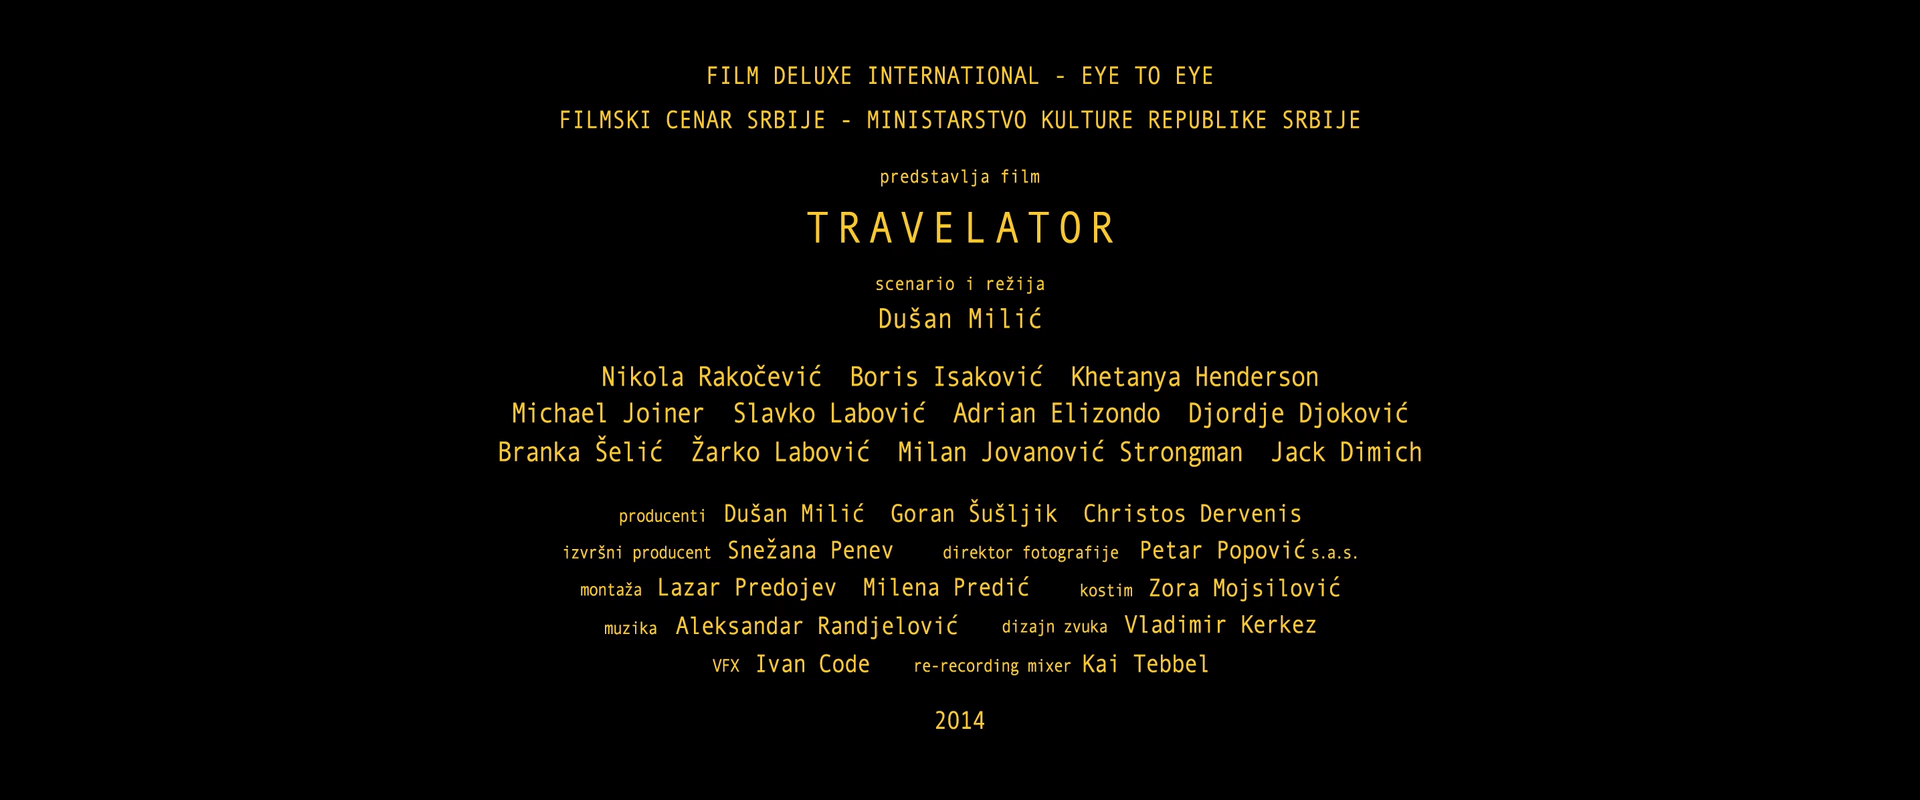 FILM DELUXE INTERNATIONAL - EYE TO EYE
FILMSKI CENAR SRBIJE - MINISTARSTVO KULTURE REPUBLIKE SRBIJE
predstavlja film
TRAVELATOR
scenario i režija
Dušan Milić
Nikola Rakočević Boris Isaković Khetanya Henderson
Michael Joiner Slavko Labović Adrian Elizondo Djordje Djoković
Branka Šelić Žarko Labović Milan Jovanović Strongman Jack Dimich
producenti Dušan Milić Goran Šušljik Christos Dervenis
izvršni producent Snežana Penev direktor fotografije Petar Popović s.a.s.
montaža Lazar Predojev Milena Predić kostim Zora Mojsilović
muzika Aleksandar Randjelović dizajn zvuka Vladimir Kerkez
VFX Ivan Code re-recording mixer Kai Tebbel
2014